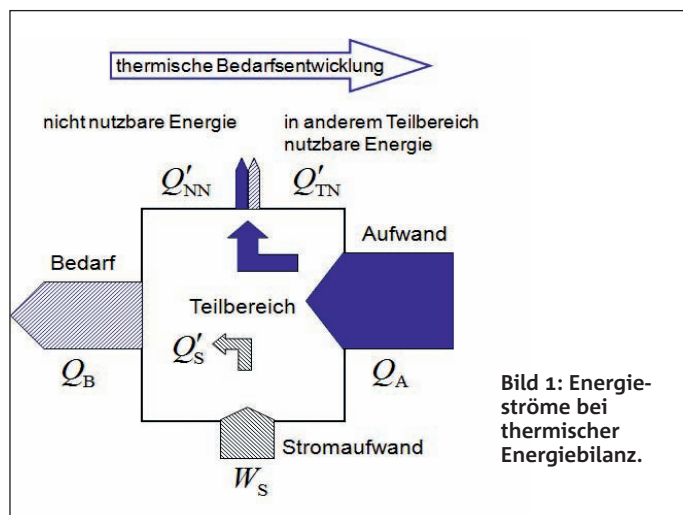 thermische Bedarfsentwicklung
nicht nutzbare Energie
in anderem Teilbereich
nutzbare Energie
Q′NN
Q′TN
Aufwand
Bedarf
Teilbereich
Q′S
QB
QA
Stromaufwand
WS
Bild 1: Energie-
ströme bei
thermischer
Energiebilanz.